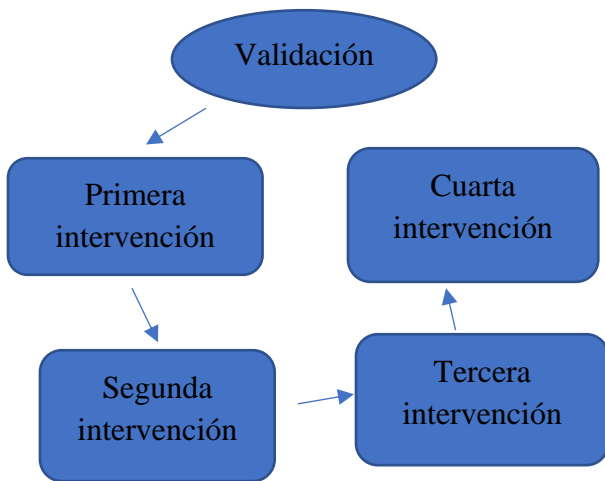 Validación
Primera
intervención
Segunda
intervención
Tercera
intervención
Cuarta
intervención